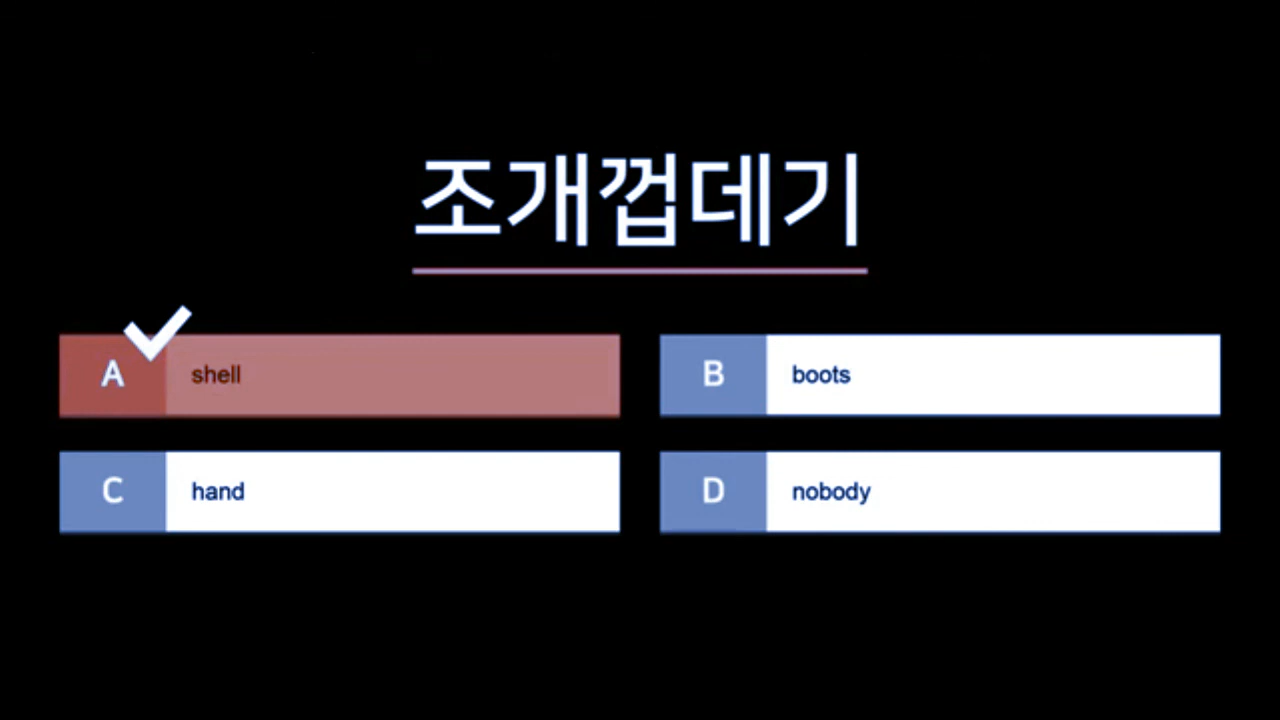 조개껍데기
A shell
B boots
C hand
D nobody